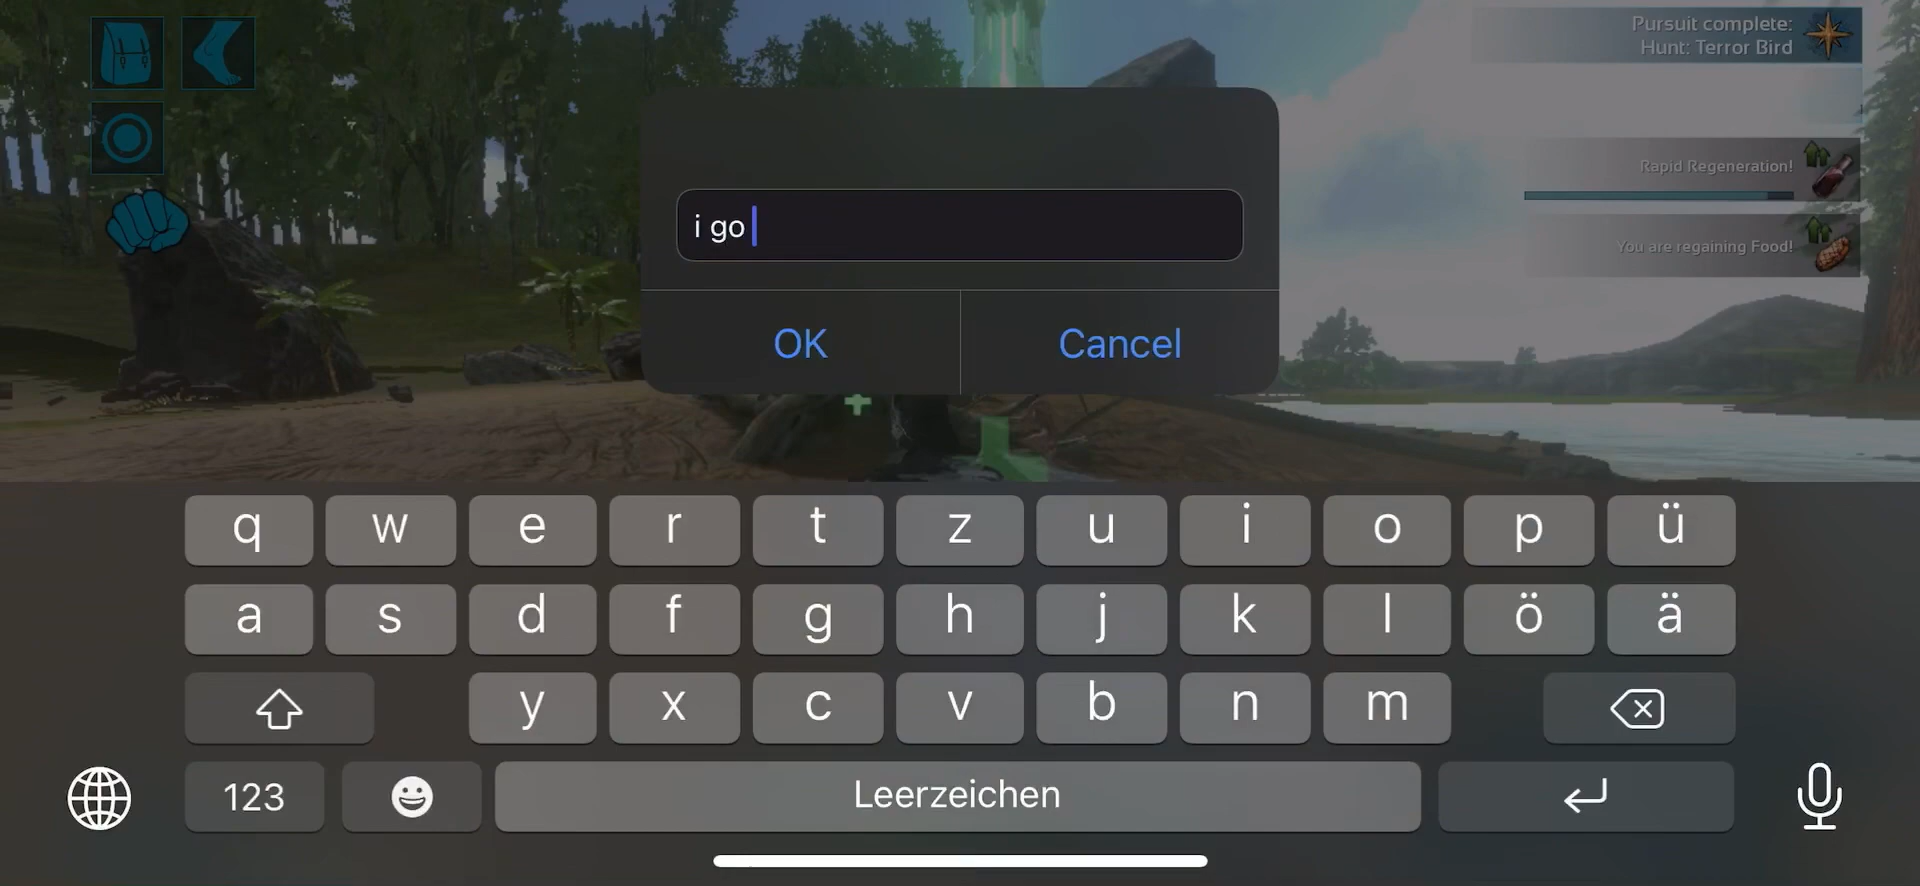 Pursuit complete:
Hunt: Terror Bird
Rapid Regeneration!
You are regaining Food!
i go
OK
Cancel
q w e r t z u i o p ü
a s d f g h j k l ö ä
y x c v b n m
123
Leerzeichen